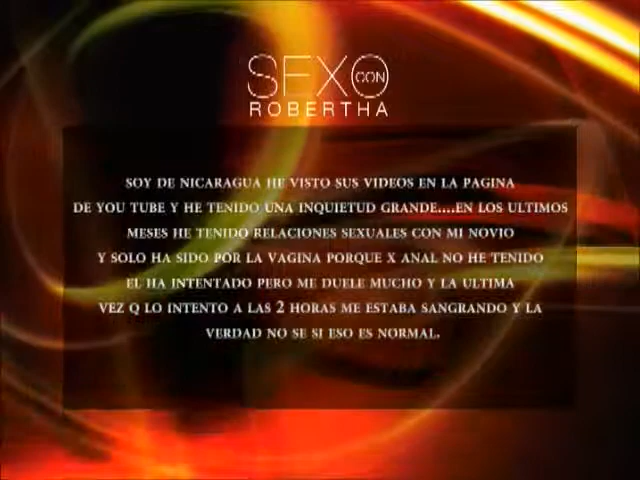 SEXO CON
ROBERTHA
SOY DE NICARAGUA HE VISTO SUS VIDEOS EN LA PAGINA
DE YOU TUBE Y HE TENIDO UNA INQUIETUD GRANDE....EN LOS ULTIMOS
MESES HE TENIDO RELACIONES SEXUALES CON MI NOVIO
Y SOLO HA SIDO POR LA VAGINA PORQUE X ANAL NO HE TENIDO
EL HA INTENTADO PERO ME DUELE MUCHO Y LA ULTIMA
VEZ Q LO INTENTO A LAS 2 HORAS ME ESTABA SANGRANDO Y LA
VERDAD NO SE SI ESO ES NORMAL.